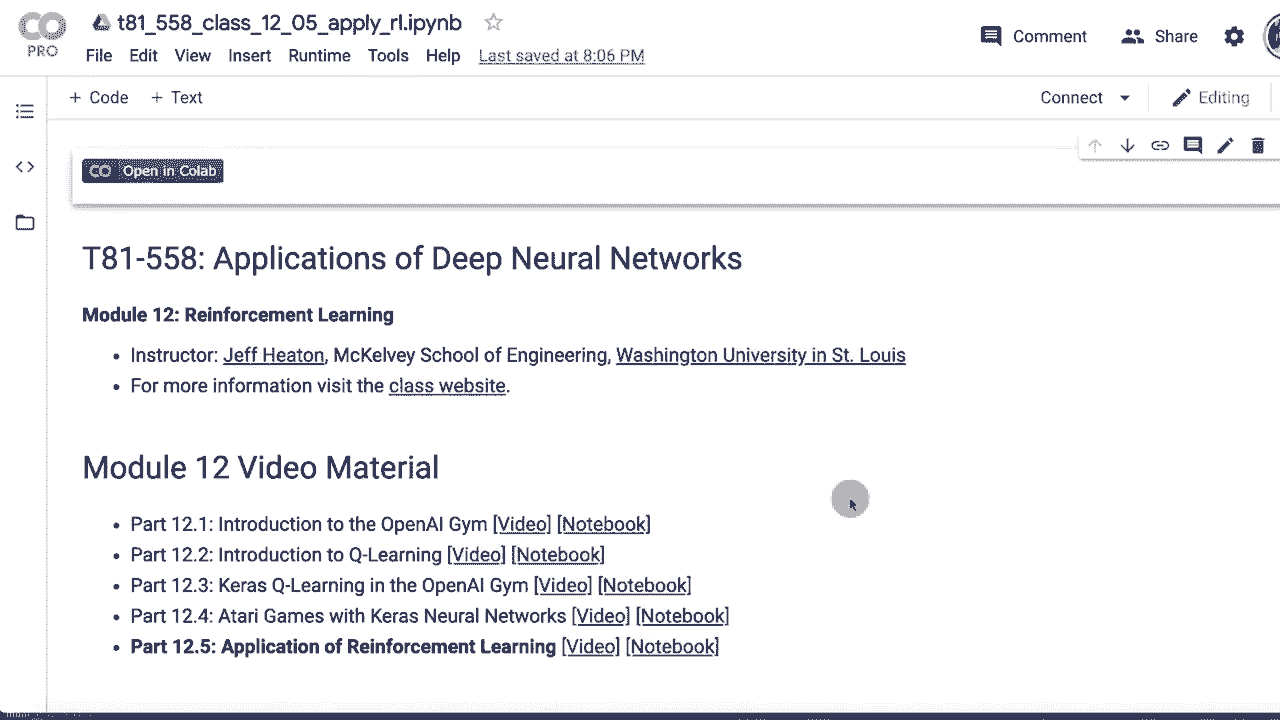 CO
PRO
t81_558_class_12_05_apply_rl.ipynb
File Edit View Insert Runtime Tools Help Last saved at 8:06 PM
Comment Share
+ Code + Text
Connect Editing
CO Open in Colab
T81-558: Applications of Deep Neural Networks
Module 12: Reinforcement Learning
• Instructor: Jeff Heaton, McKelvey School of Engineering, Washington University in St. Louis
• For more information visit the class website.
Module 12 Video Material
• Part 12.1: Introduction to the OpenAI Gym [Video] [Notebook]
• Part 12.2: Introduction to Q-Learning [Video] [Notebook]
• Part 12.3: Keras Q-Learning in the OpenAI Gym [Video] [Notebook]
• Part 12.4: Atari Games with Keras Neural Networks [Video] [Notebook]
• Part 12.5: Application of Reinforcement Learning [Video] [Notebook]